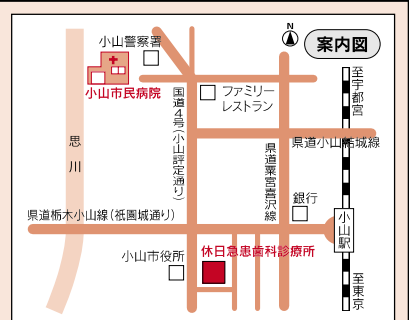 N
案内図
小山警察署
至宇都宮
小山市民病院
ファミリー
レストラン
国道4号(小山評定通り)
思川
県道小山結城線
県道粟宮喜沢線
銀行
県道栃木小山線(祇園城通り)
小山駅
小山市役所
休日急患歯科診療所
至東京